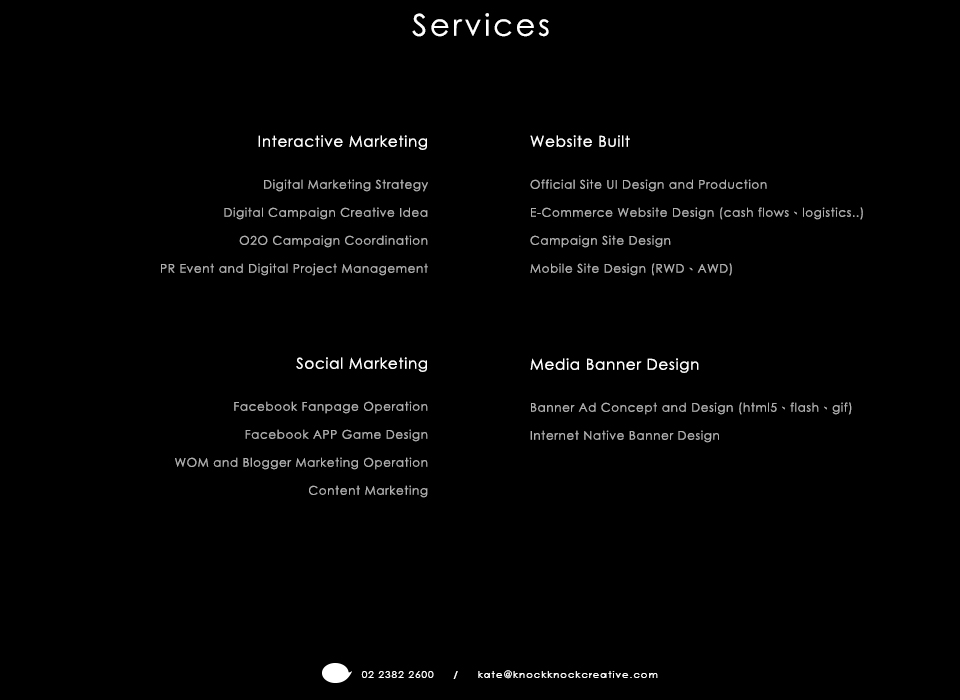 Services
Interactive Marketing
Digital Marketing Strategy
Digital Campaign Creative Idea
O2O Campaign Coordination
PR Event and Digital Project Management
Website Built
Official Site UI Design and Production
E-Commerce Website Design (cash flows、logistics..)
Campaign Site Design
Mobile Site Design (RWD、AWD)
Social Marketing
Facebook Fanpage Operation
Facebook APP Game Design
WOM and Blogger Marketing Operation
Content Marketing
Media Banner Design
Banner Ad Concept and Design (html5、flash、gif)
Internet Native Banner Design
02 2382 2600 / kate@knockknockcreative.com